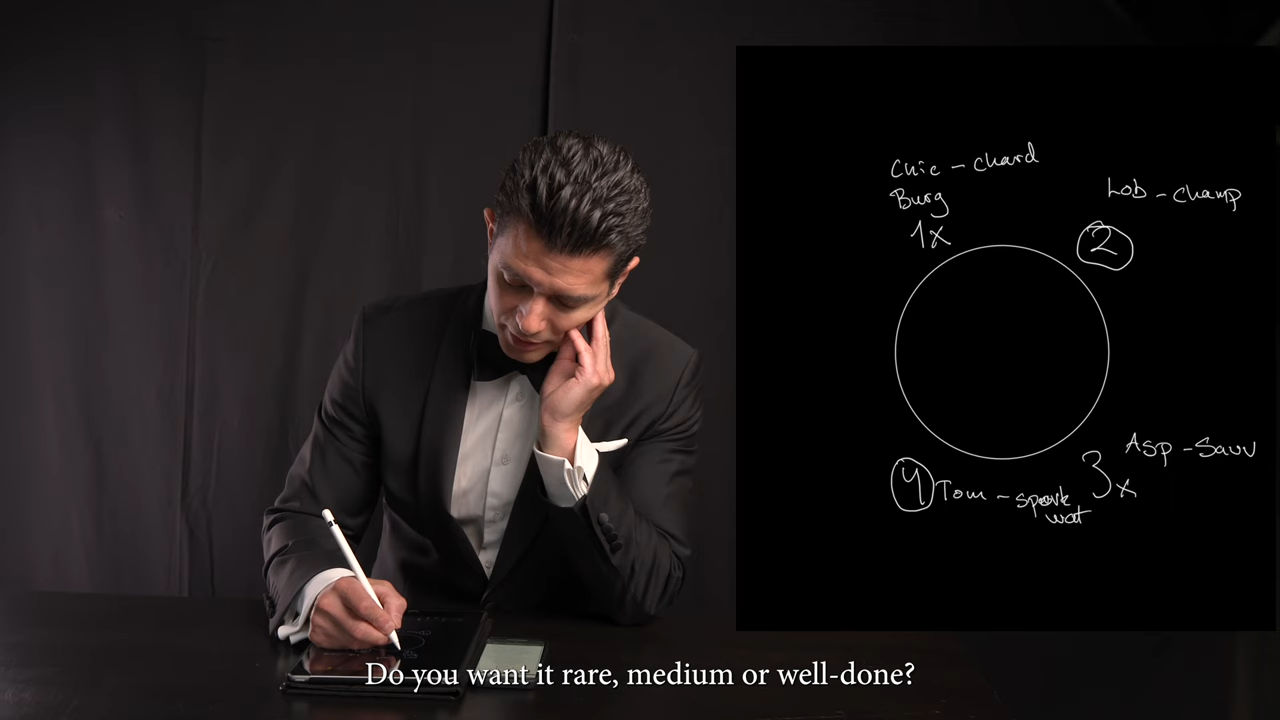 Chic - chard
Burg
1x
Lob - champ
2
Asp - Sauv
3x
4 Tom - spark
wat
Do you want it rare, medium or well-done?